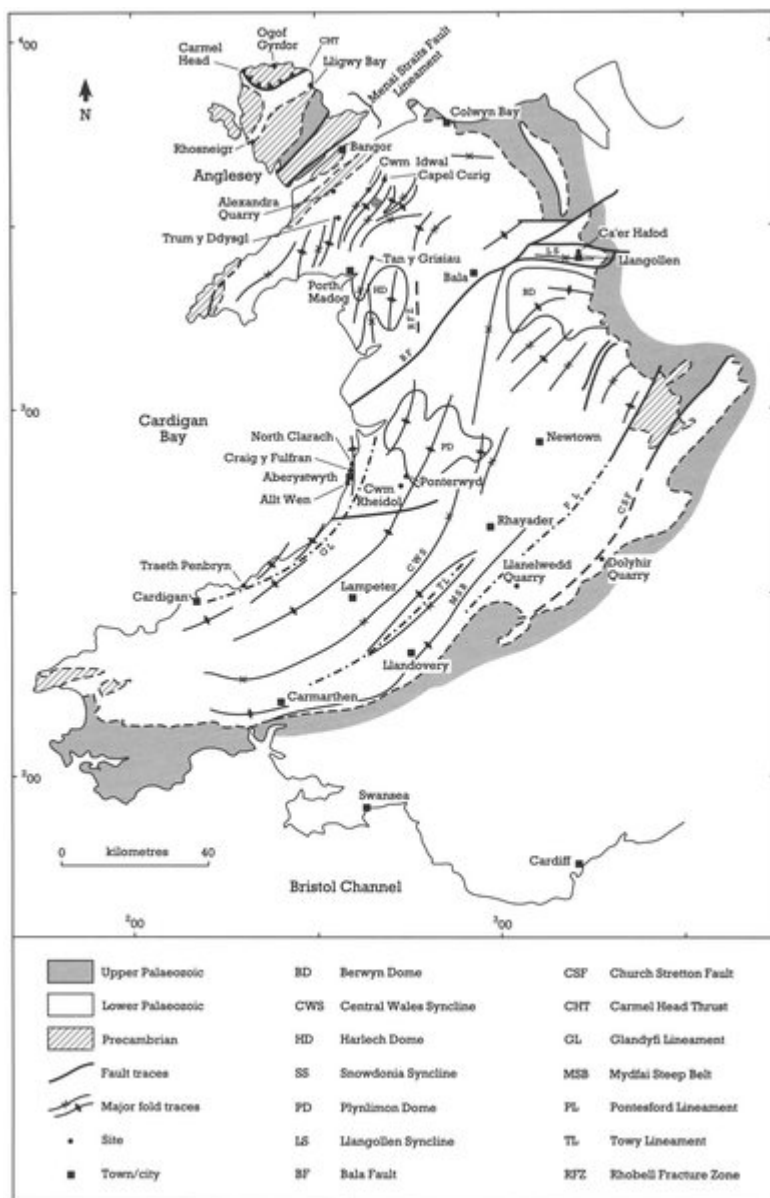 ⁴00
Ogof
Gynfor
CHT
Carmel
Head
Lligwy Bay
Menai Straits Fault
Lineament
N
Colwyn Bay
Rhosneigr
Bangor
Anglesey
Cwm Idwal
Capel Curig
Alexandra
Quarry
Trum y Ddysgl
Ca'er Hafod
LS
Llangollen
Tan y Grisiau
Bala
Porth
Madog
HD
BD
RFZ
BF
³00
Cardigan
Bay
North Clarach
Craig y Fulfran
Aberystwyth
Allt Wen
PD
Newtown
Cwm
Rheidol
Ponterwyd
PL
CSF
Rhayader
GL
CWS
Traeth Penbryn
Cardigan
Lampeter
TL
MSB
Llanelwedd
Quarry
Dolyhir
Quarry
Llandovery
Carmarthen
²00
Swansea
0 kilometres 40
Cardiff
Bristol Channel
²00
³00
Upper Palaeozoic
BD Berwyn Dome
CSF Church Stretton Fault
Lower Palaeozoic
CWS Central Wales Syncline
CHT Carmel Head Thrust
Precambrian
HD Harlech Dome
GL Glandyfi Lineament
Fault traces
SS Snowdonia Syncline
MSB Mydfai Steep Belt
Major fold traces
PD Plynlimon Dome
PL Pontesford Lineament
Site
LS Llangollen Syncline
TL Towy Lineament
Town/city
BF Bala Fault
RFZ Rhobell Fracture Zone